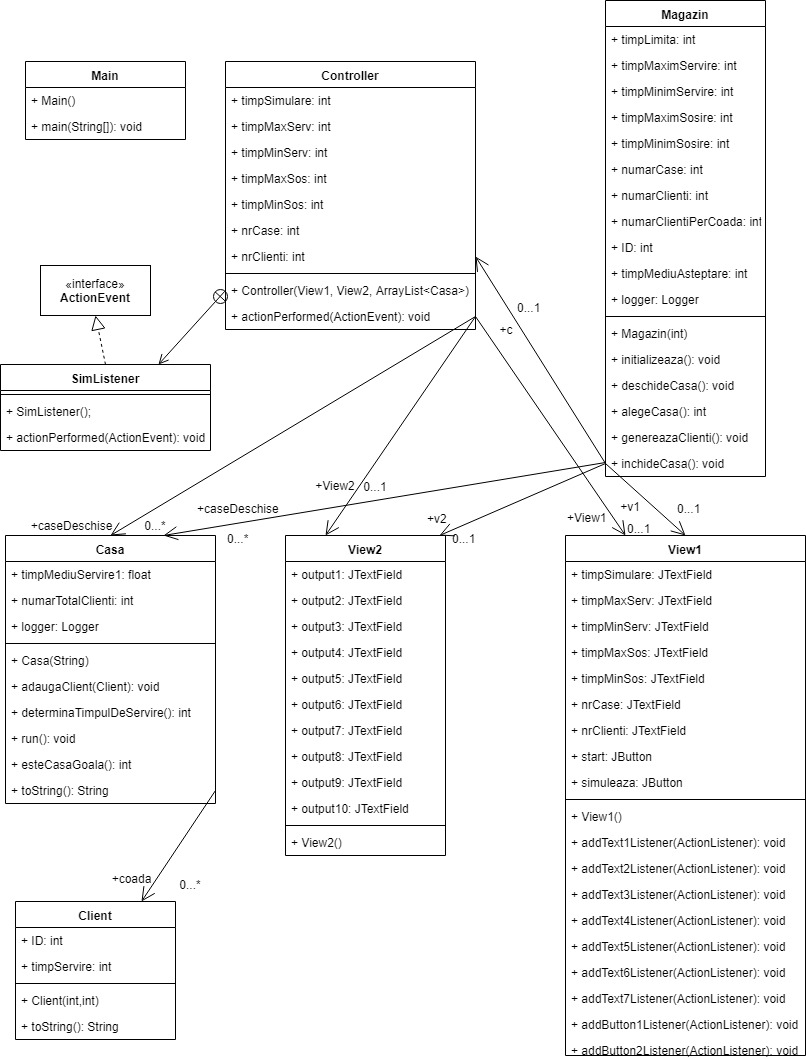 Main
+ Main()
+ main(String[]): void
Controller
+ timpSimulare: int
+ timpMaxServ: int
+ timpMinServ: int
+ timpMaxSos: int
+ timpMinSos: int
+ nrCase: int
+ nrClienti: int
+ Controller(View1, View2, ArrayList<Casa>)
+ actionPerformed(ActionEvent): void
Magazin
+ timpLimita: int
+ timpMaximServire: int
+ timpMinimServire: int
+ timpMaximSosire: int
+ timpMinimSosire: int
+ numarCase: int
+ numarClienti: int
+ numarClientiPerCoada: int
+ ID: int
+ timpMediuAsteptare: int
+ logger: Logger
+ Magazin(int)
+ initializeaza(): void
+ deschideCasa(): void
+ alegeCasa(): int
+ genereazaClienti(): void
+ inchideCasa(): void
«interface»
ActionEvent
SimListener
+ SimListener();
+ actionPerformed(ActionEvent): void
0...1
+c
+View2
0...1
+caseDeschise
+caseDeschise
0...*
0...*
+v2
0...1
+View1
0...1
+v1
0...1
Casa
+ timpMediuServire1: float
+ numarTotalClienti: int
+ logger: Logger
+ Casa(String)
+ adaugaClient(Client): void
+ determinaTimpulDeServire(): int
+ run(): void
+ esteCasaGoala(): int
+ toString(): String
View2
+ output1: JTextField
+ output2: JTextField
+ output3: JTextField
+ output4: JTextField
+ output5: JTextField
+ output6: JTextField
+ output7: JTextField
+ output8: JTextField
+ output9: JTextField
+ output10: JTextField
+ View2()
View1
+ timpSimulare: JTextField
+ timpMaxServ: JTextField
+ timpMinServ: JTextField
+ timpMaxSos: JTextField
+ timpMinSos: JTextField
+ nrCase: JTextField
+ nrClienti: JTextField
+ start: JButton
+ simuleaza: JButton
+ View1()
+ addText1Listener(ActionListener): void
+ addText2Listener(ActionListener): void
+ addText3Listener(ActionListener): void
+ addText4Listener(ActionListener): void
+ addText5Listener(ActionListener): void
+ addText6Listener(ActionListener): void
+ addText7Listener(ActionListener): void
+ addButton1Listener(ActionListener): void
+ addButton2Listener(ActionListener): void
+coada
0...*
Client
+ ID: int
+ timpServire: int
+ Client(int,int)
+ toString(): String